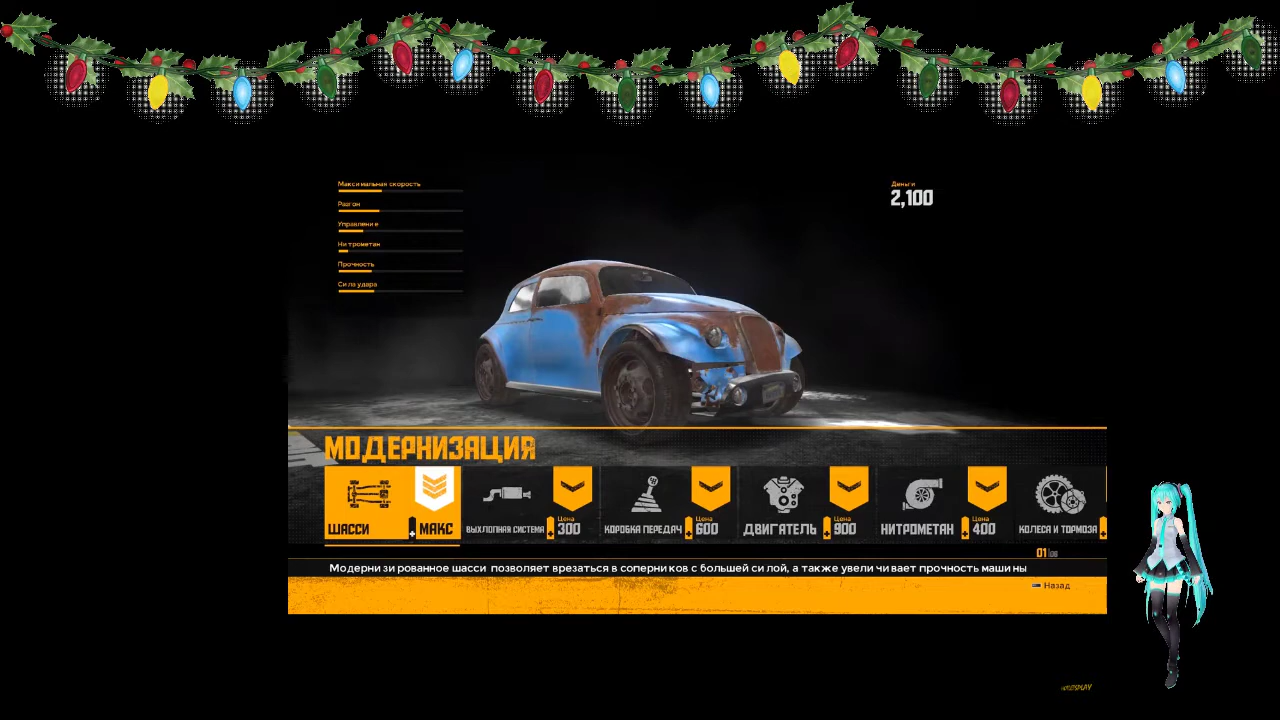 Максимальная скорость
Деньги
2,100
Разгон
Управление
Нитрометан
Прочность
Сила удара
МОДЕРНИЗАЦИЯ
ШАССИ
МАКС
ВЫХЛОПНАЯ СИСТЕМА
Цена
300
КОРОБКА ПЕРЕДАЧ
Цена
600
ДВИГАТЕЛЬ
Цена
900
НИТРОМЕТАН
Цена
400
КОЛЕСА И ТОРМОЗА
01/08
Модернизированное шасси позволяет врезаться в соперников с большей силой, а также увеличивает прочность машины
Назад